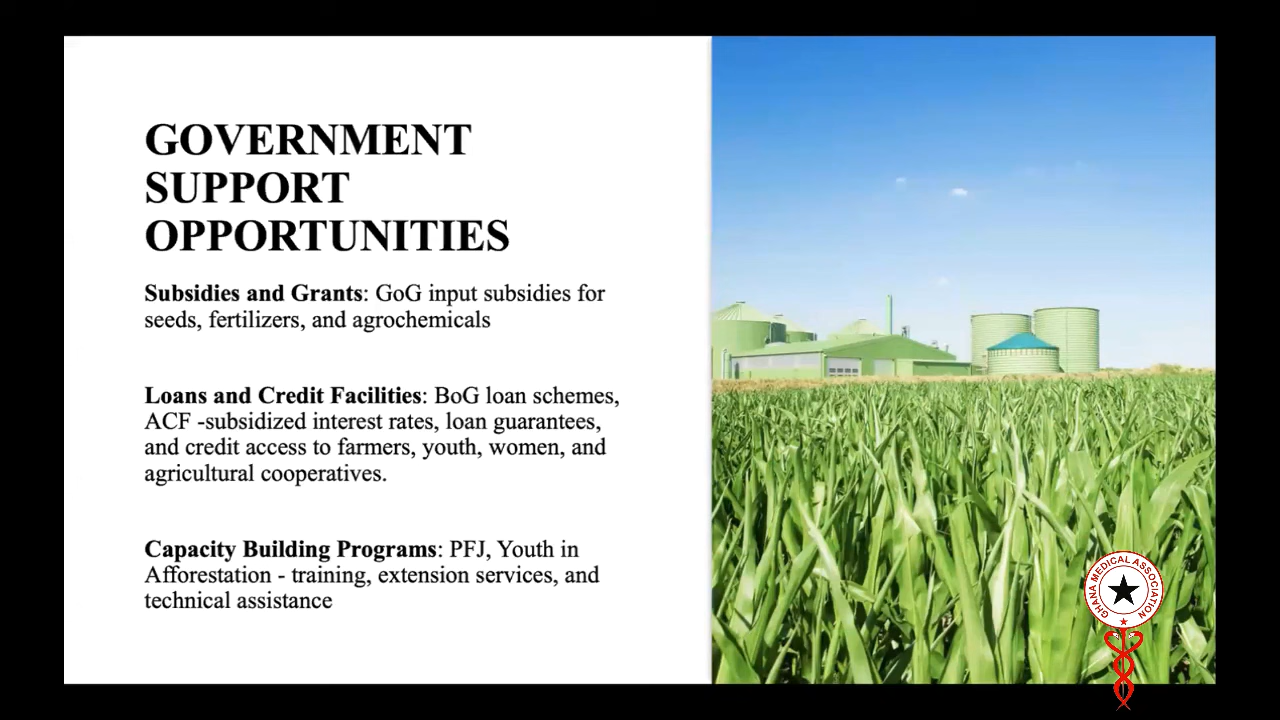 GOVERNMENT
SUPPORT
OPPORTUNITIES
Subsidies and Grants: GoG input subsidies for
seeds, fertilizers, and agrochemicals
Loans and Credit Facilities: BoG loan schemes,
ACF -subsidized interest rates, loan guarantees,
and credit access to farmers, youth, women, and
agricultural cooperatives.
Capacity Building Programs: PFJ, Youth in
Afforestation - training, extension services, and
technical assistance
GHANA MEDICAL ASSOCIATION